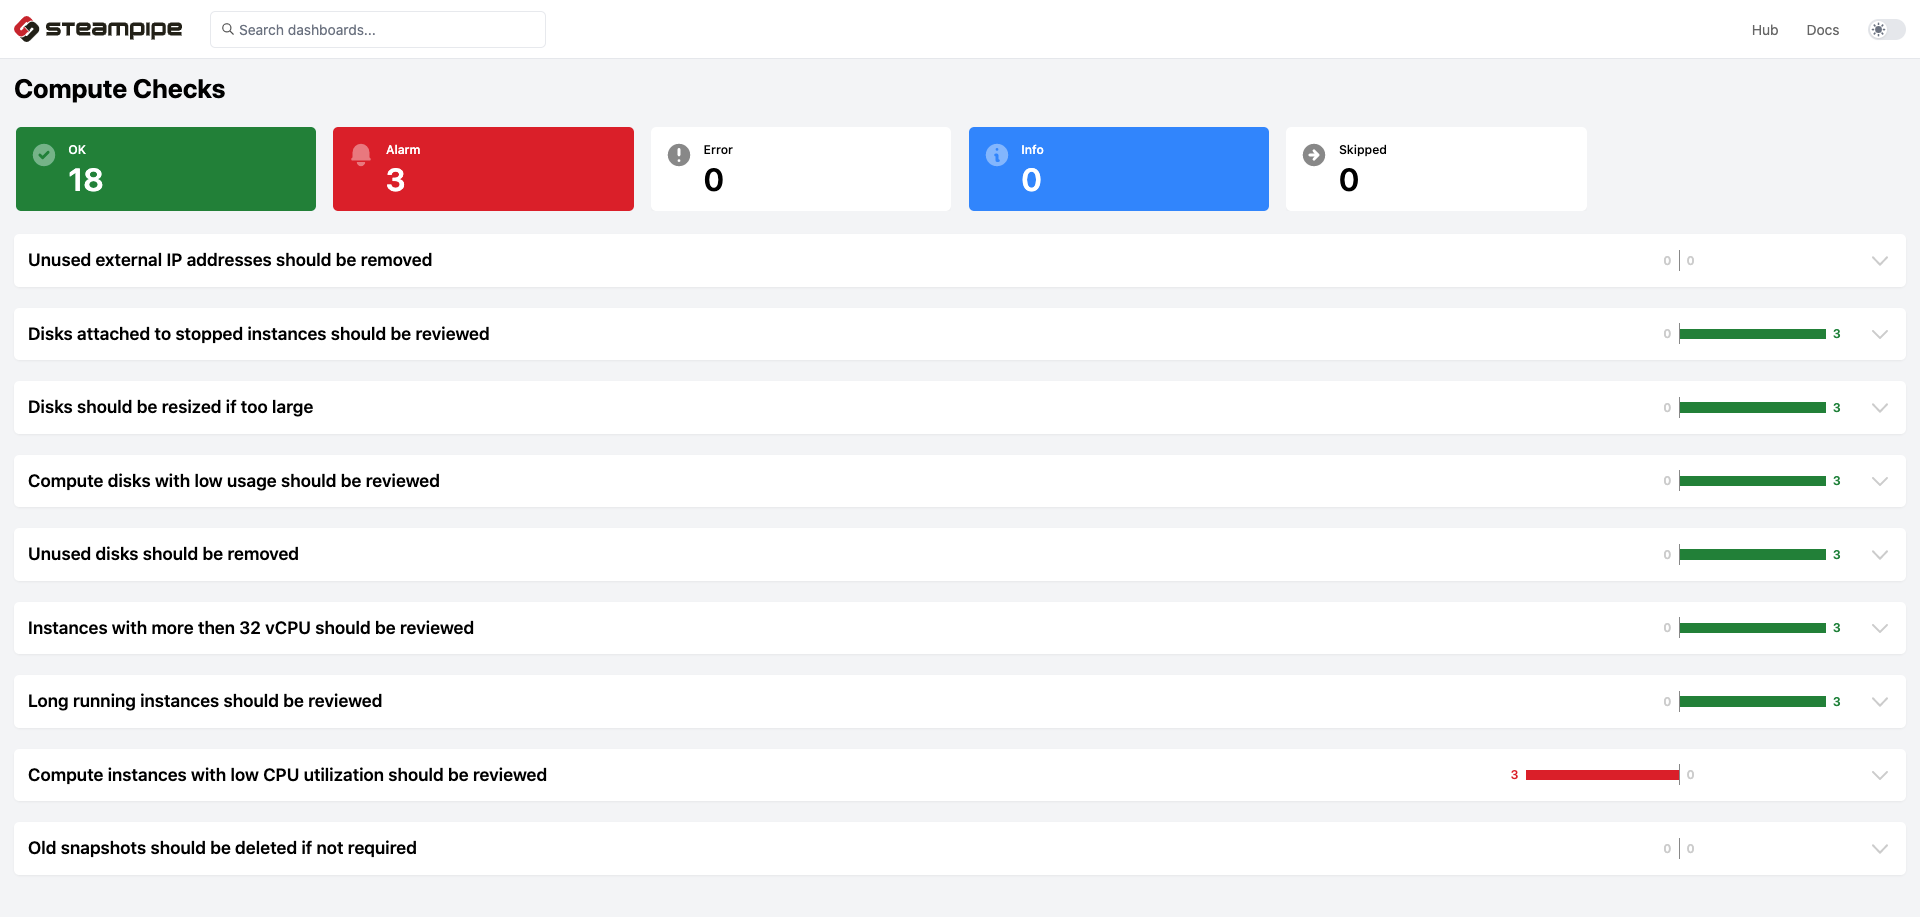 steampipe
Search dashboards...
Hub
Docs
Compute Checks
OK
18
Alarm
3
Error
0
Info
0
Skipped
0
Unused external IP addresses should be removed
0 0
Disks attached to stopped instances should be reviewed
0 3
Disks should be resized if too large
0 3
Compute disks with low usage should be reviewed
0 3
Unused disks should be removed
0 3
Instances with more then 32 vCPU should be reviewed
0 3
Long running instances should be reviewed
0 3
Compute instances with low CPU utilization should be reviewed
3 0
Old snapshots should be deleted if not required
0 0